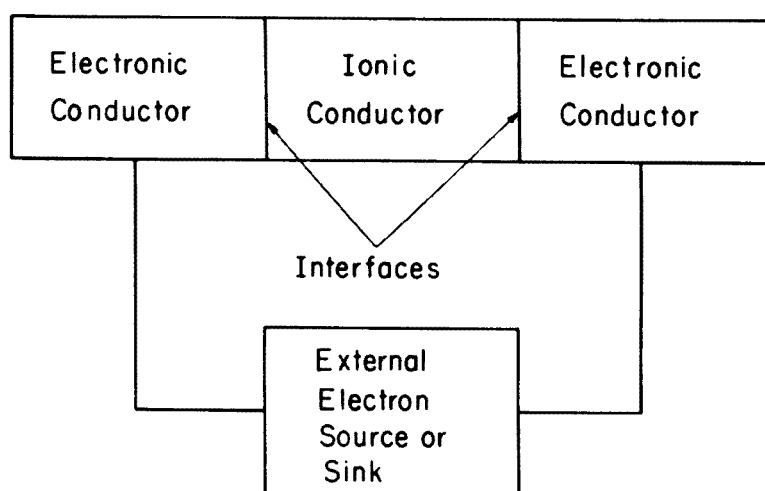 Electronic
Conductor
Ionic
Conductor
Electronic
Conductor
Interfaces
External
Electron
Source or
Sink